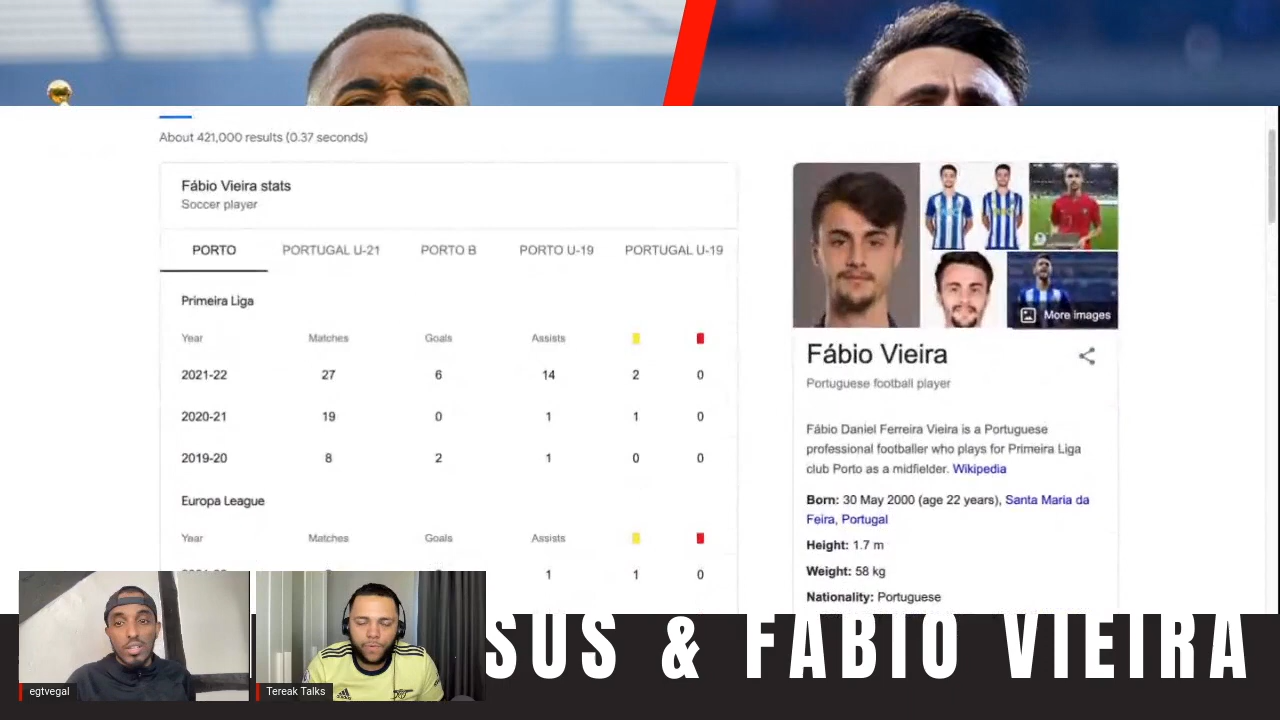 About 421,000 results (0.37 seconds)
Fábio Vieira stats
Soccer player
PORTO PORTUGAL U-21 PORTO B PORTO U-19 PORTUGAL U-19
Primeira Liga
Year Matches Goals Assists
2021-22 27 6 14 2 0
2020-21 19 0 1 1 0
2019-20 8 2 1 0 0
Europa League
Year Matches Goals Assists
1 1 0
More images
Fábio Vieira
Portuguese football player
Fábio Daniel Ferreira Vieira is a Portuguese
professional footballer who plays for Primeira Liga
club Porto as a midfielder. Wikipedia
Born: 30 May 2000 (age 22 years), Santa Maria da
Feira, Portugal
Height: 1.7 m
Weight: 58 kg
Nationality: Portuguese
SUS & FABIO VIEIRA
egtvegal
Tereak Talks